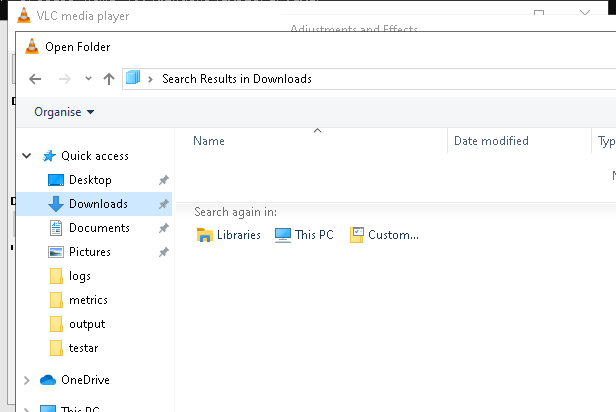 VLC media player
Adjustments and Effects
Open Folder
Search Results in Downloads
Organise
Name
Date modified
Typ
Quick access
Desktop
Downloads
Search again in:
Documents
Libraries
This PC
Custom...
Pictures
logs
metrics
output
testar
OneDrive
This PC